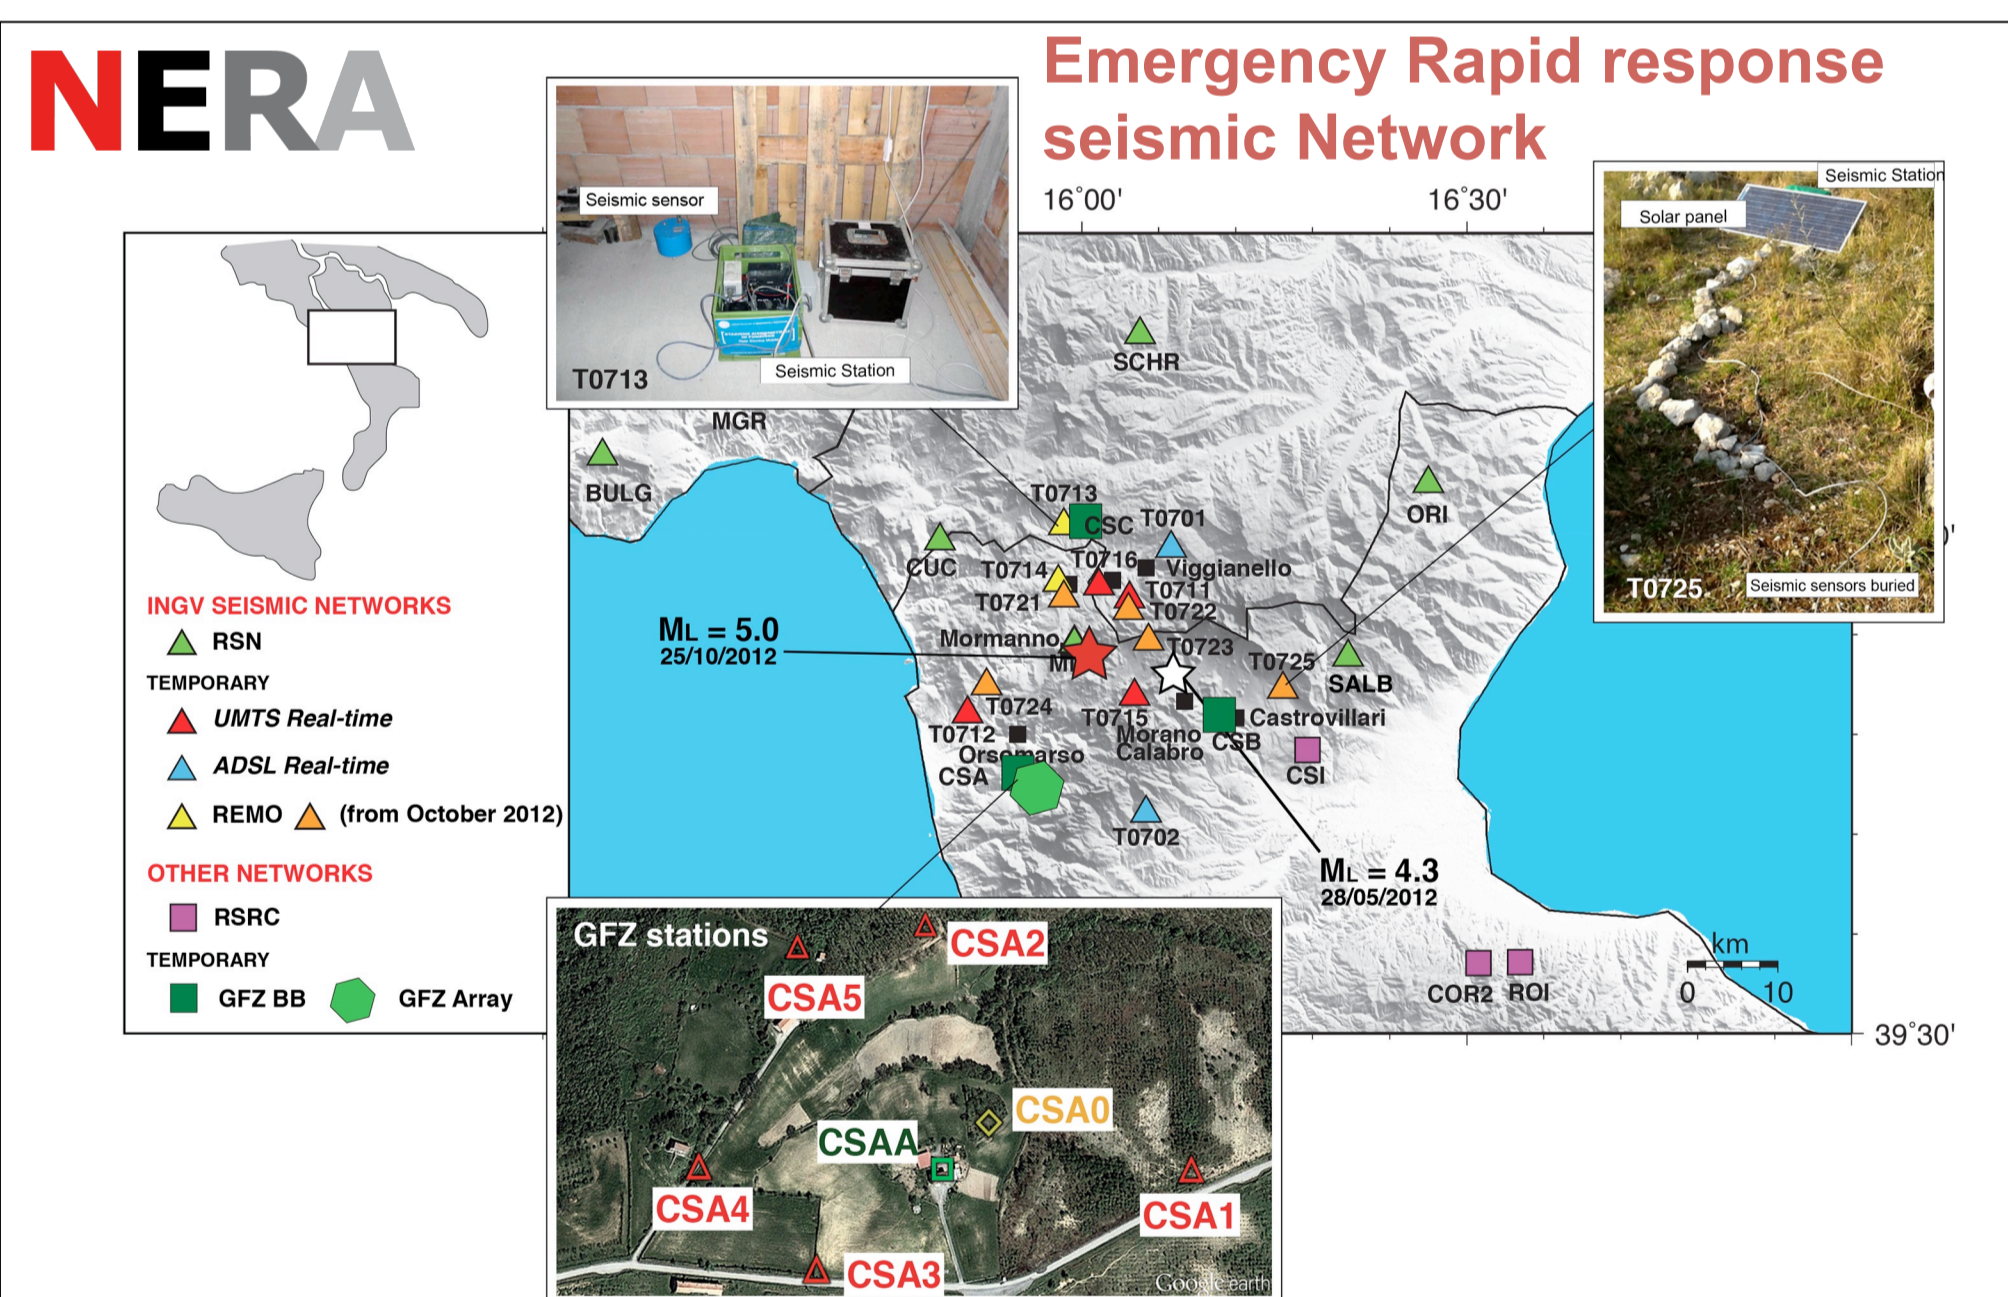 NERA
Emergency Rapid response
seismic Network
16°00'
16°30'
Seismic sensor
Seismic Station
T0713
Seismic Station
Solar panel
T0725
Seismic sensors buried
INGV SEISMIC NETWORKS
RSN
TEMPORARY
UMTS Real-time
ADSL Real-time
REMO (from October 2012)
OTHER NETWORKS
RSRC
TEMPORARY
GFZ BB GFZ Array
SCHR
MGR
BULG
ORI
T0713
CSC T0701
CUC
T0714
T0716
Viggianello
T0721
T0711
T0722
Mormanno
T0723
ML = 5.0
25/10/2012
T0725
SALB
T0724
T0712
T0715
Castrovillari
Morano
Calabro
CSB
Orsomarso
CSA
CSI
T0702
ML = 4.3
28/05/2012
COR2 ROI
km
0 10
39°30'
GFZ stations
CSA2
CSA5
CSA0
CSAA
CSA4
CSA1
CSA3
Google earth